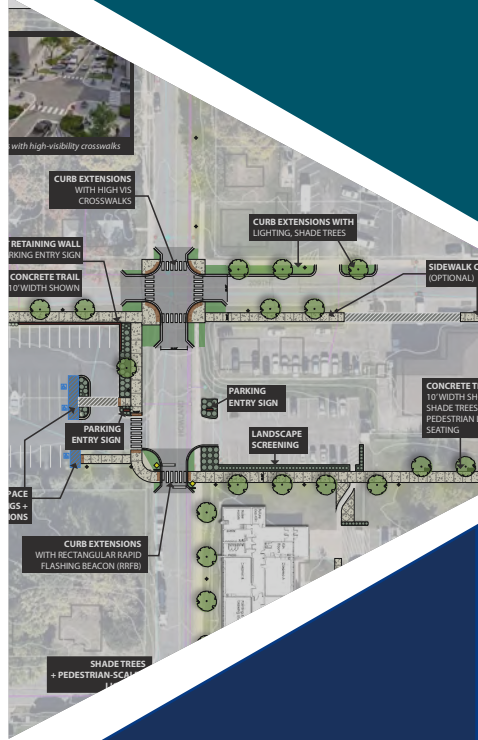 s with high-visibility crosswalks
CURB EXTENSIONS
WITH HIGH VIS
CROSSWALKS
CURB EXTENSIONS WITH
LIGHTING, SHADE TREES
RETAINING WALL
RKING ENTRY SIGN
CONCRETE TRAIL
10' WIDTH SHOWN
SIDEWALK C
(OPTIONAL)
PARKING
ENTRY SIGN
CONCRETE T
10' WIDTH SH
SHADE TREES
PEDESTRIAN
SEATING
PARKING
ENTRY SIGN
LANDSCAPE
SCREENING
PACE
GS +
IONS
CURB EXTENSIONS
WITH RECTANGULAR RAPID
FLASHING BEACON (RRFB)
SHADE TREES
+ PEDESTRIAN-SCAL